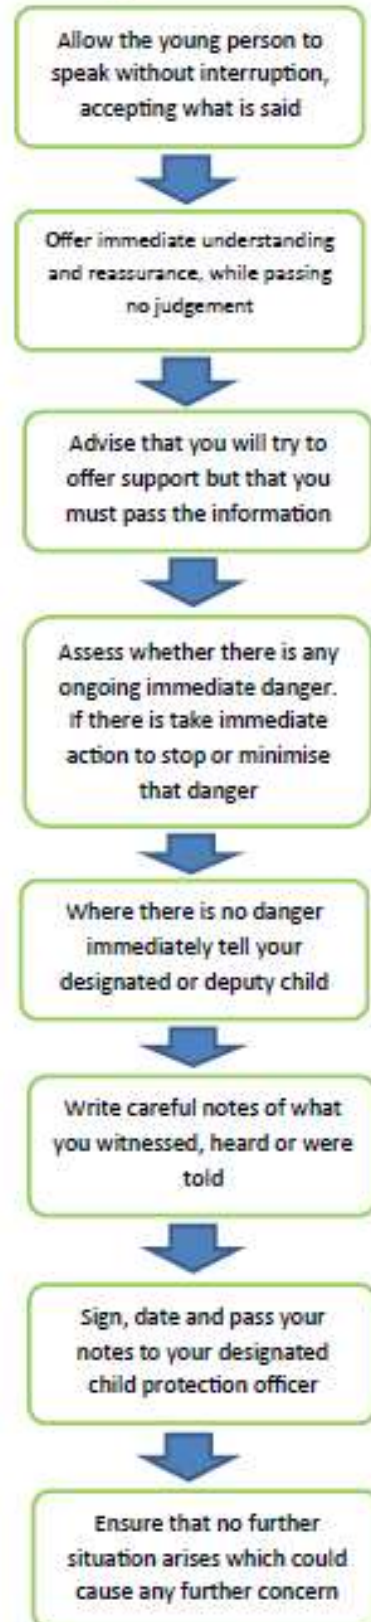 Allow the young person to
speak without interruption,
accepting what is said
Offer immediate understanding
and reassurance, while passing
no judgement
Advise that you will try to
offer support but that you
must pass the information
Assess whether there is any
ongoing immediate danger.
If there is take immediate
action to stop or minimise
that danger
Where there is no danger
immediately tell your
designated or deputy child
Write careful notes of what
you witnessed, heard or were
told
Sign, date and pass your
notes to your designated
child protection officer
Ensure that no further
situation arises which could
cause any further concern